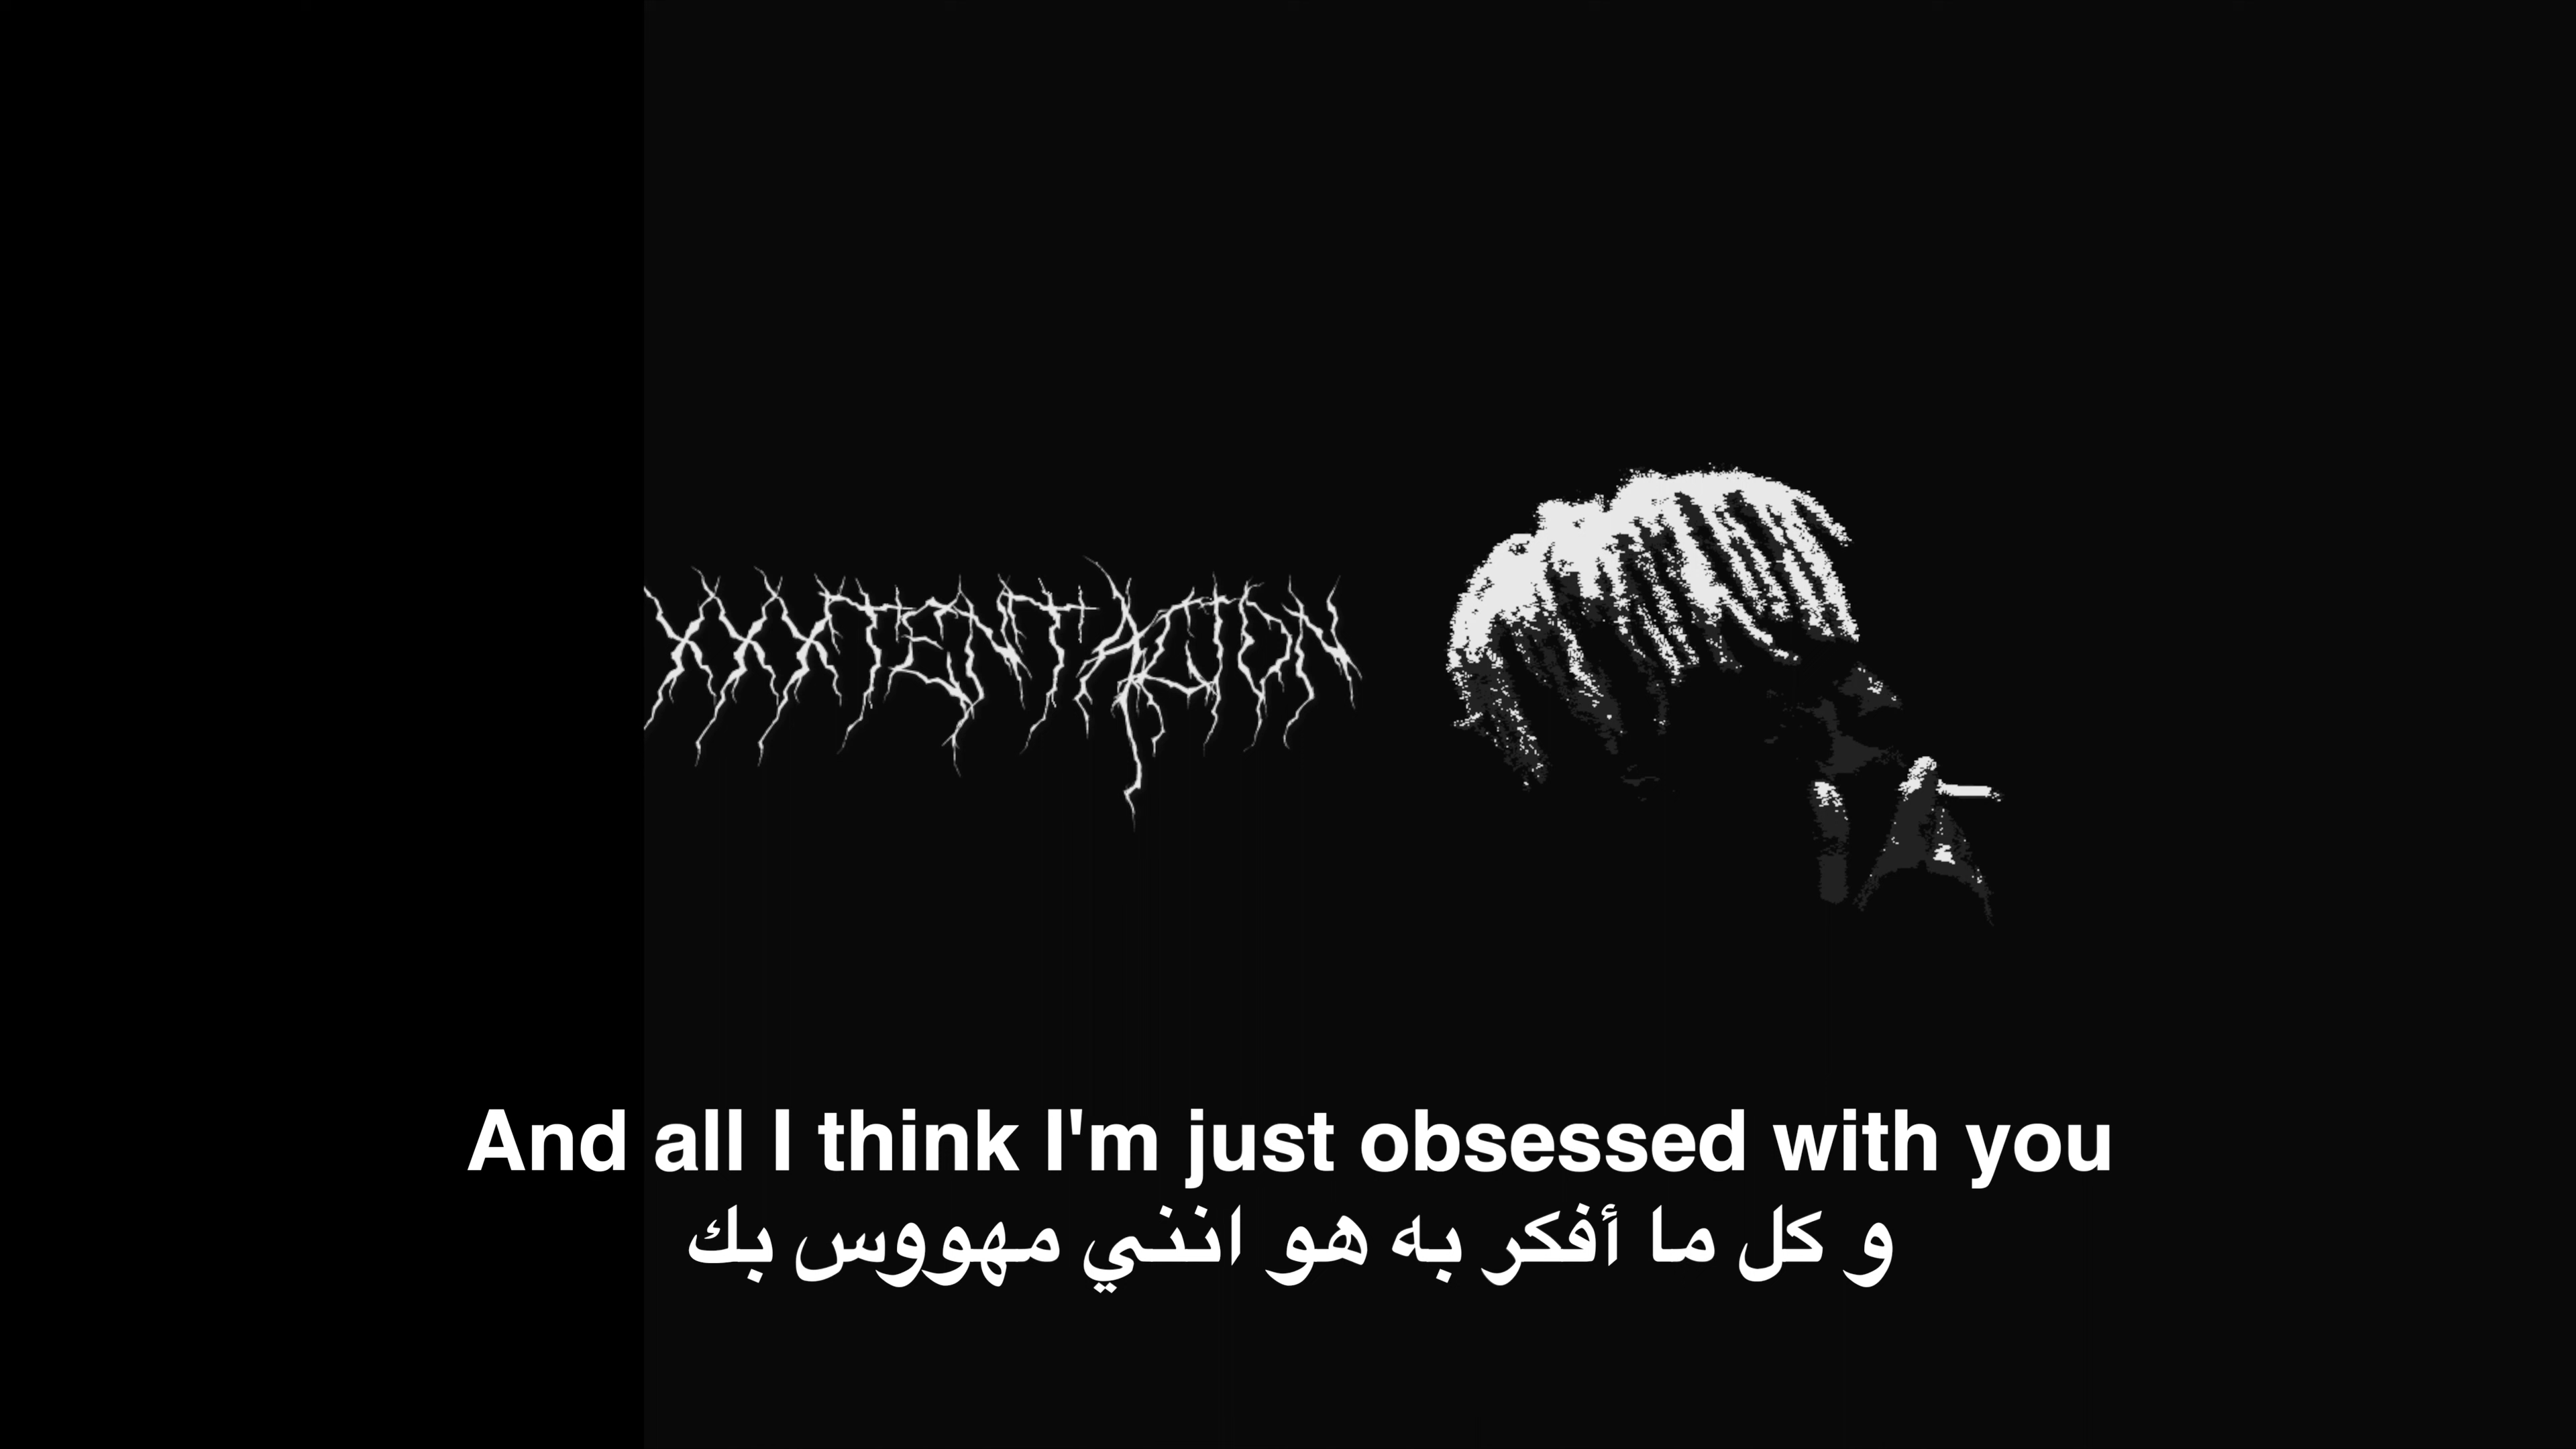 XXXTENTACION
And all I think I'm just obsessed with you
و كل ما أفكر به هو انني مهووس بك